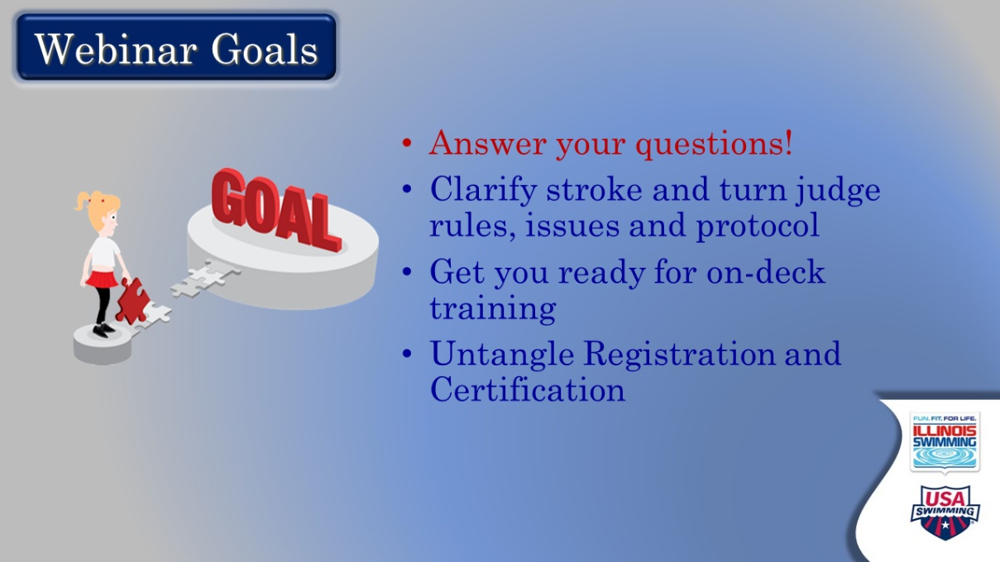 Webinar Goals
GOAL
• Answer your questions!
• Clarify stroke and turn judge
rules, issues and protocol
• Get you ready for on-deck
training
• Untangle Registration and
Certification
FUN. FIT. FOR LIFE.
ILLINOIS
SWIMMING
USA
SWIMMING